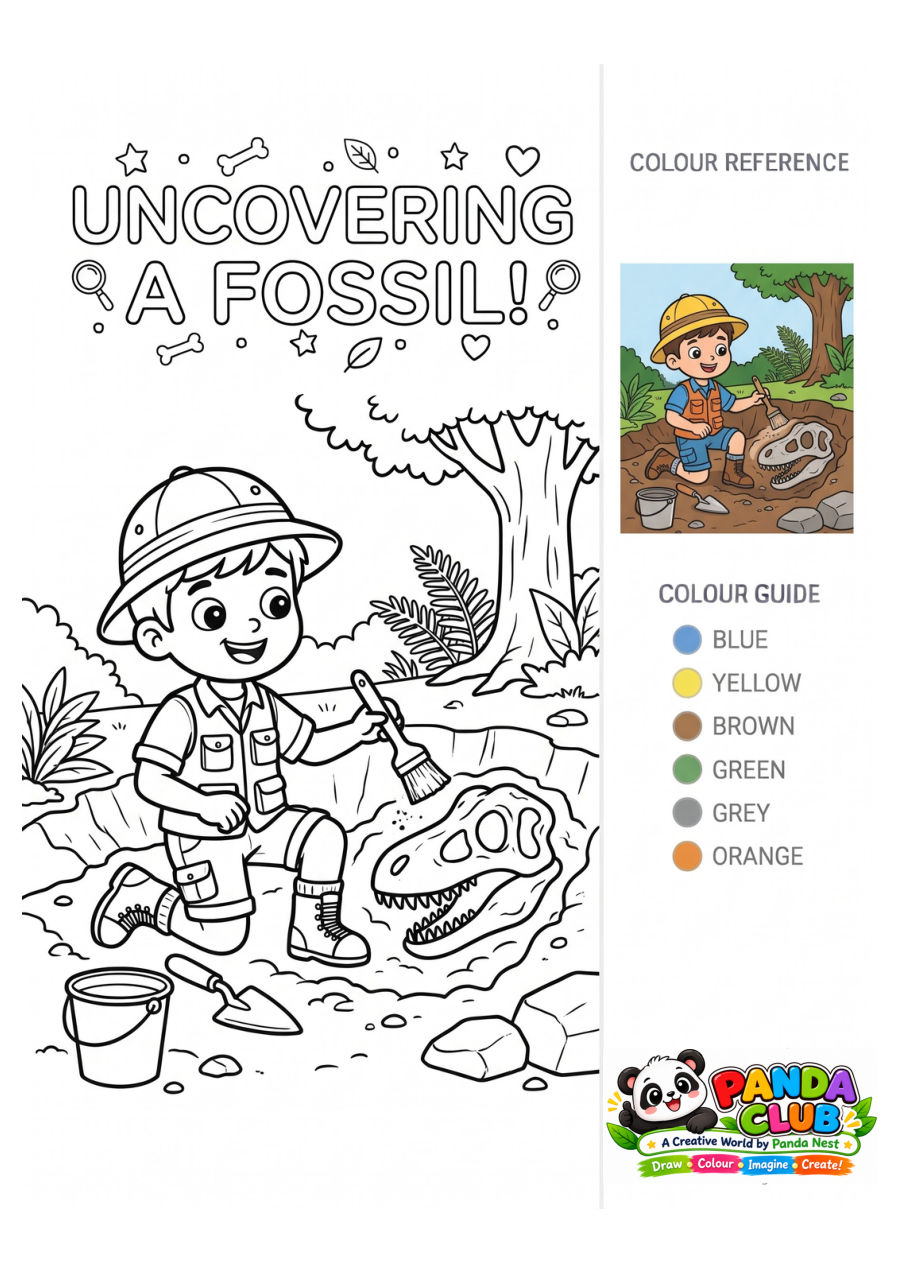 UNCOVERING
A FOSSIL!
COLOUR REFERENCE
COLOUR GUIDE
BLUE
YELLOW
BROWN
GREEN
GREY
ORANGE
PANDA
CLUB
A Creative World by Panda Nest
Draw • Colour • Imagine • Create!